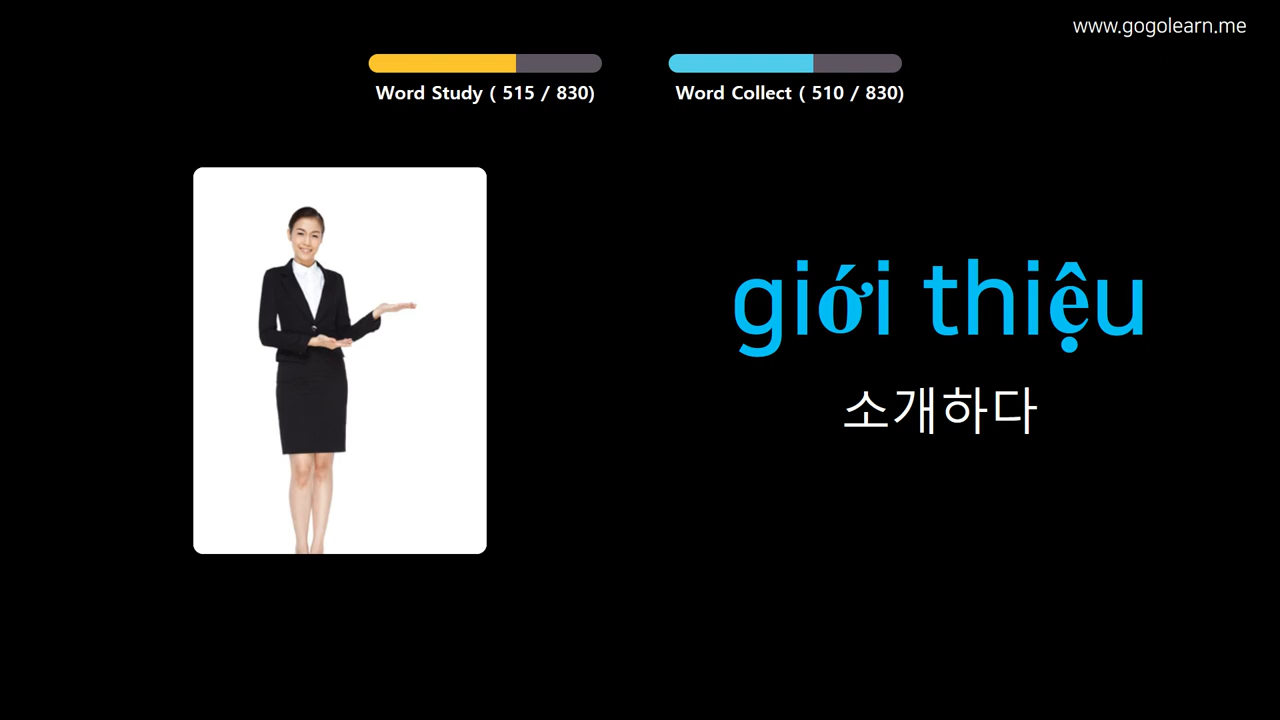 www.gogolearn.me
Word Study ( 515 / 830)
Word Collect ( 510 / 830)
giới thiệu
소개하다